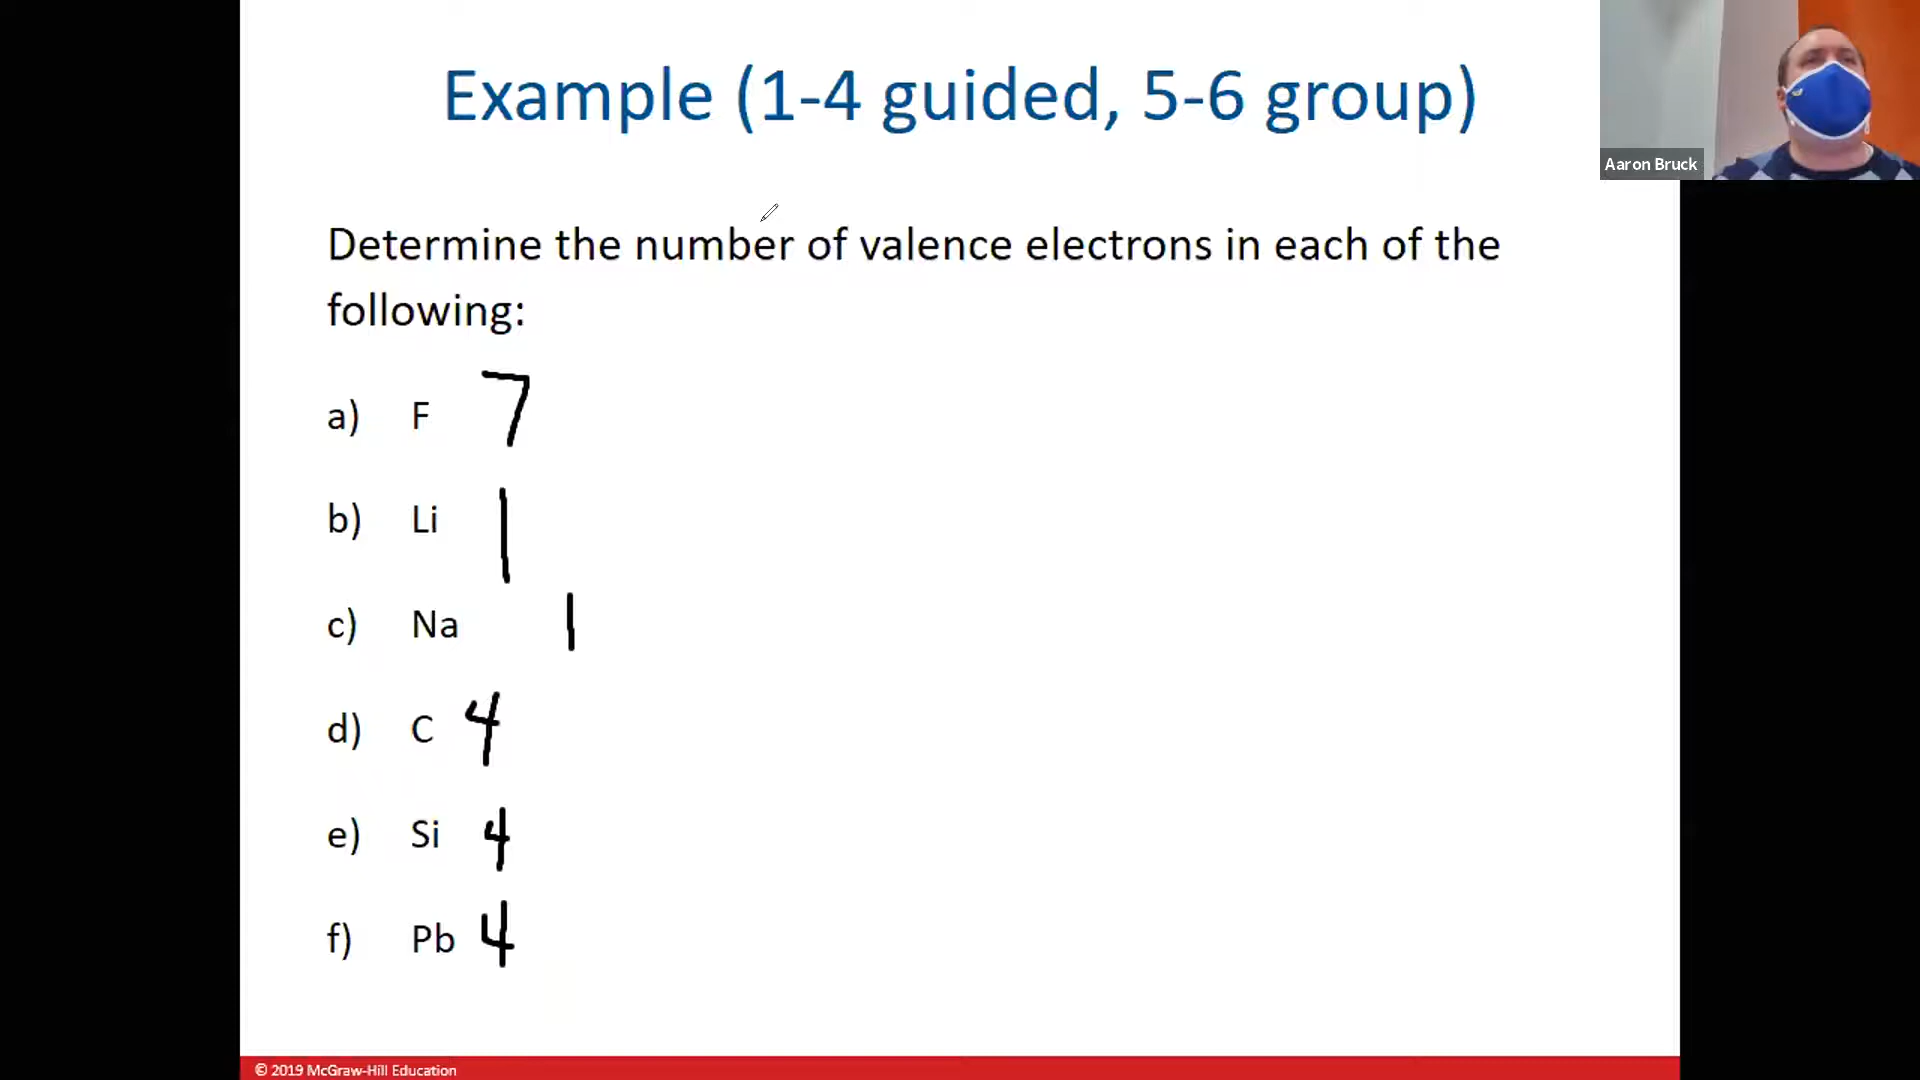 Example (1-4 guided, 5-6 group)
Aaron Bruck
Determine the number of valence electrons in each of the
following:
a) F 7
b) Li 1
c) Na 1
d) C 4
e) Si 4
f) Pb 4
© 2019 McGraw-Hill Education